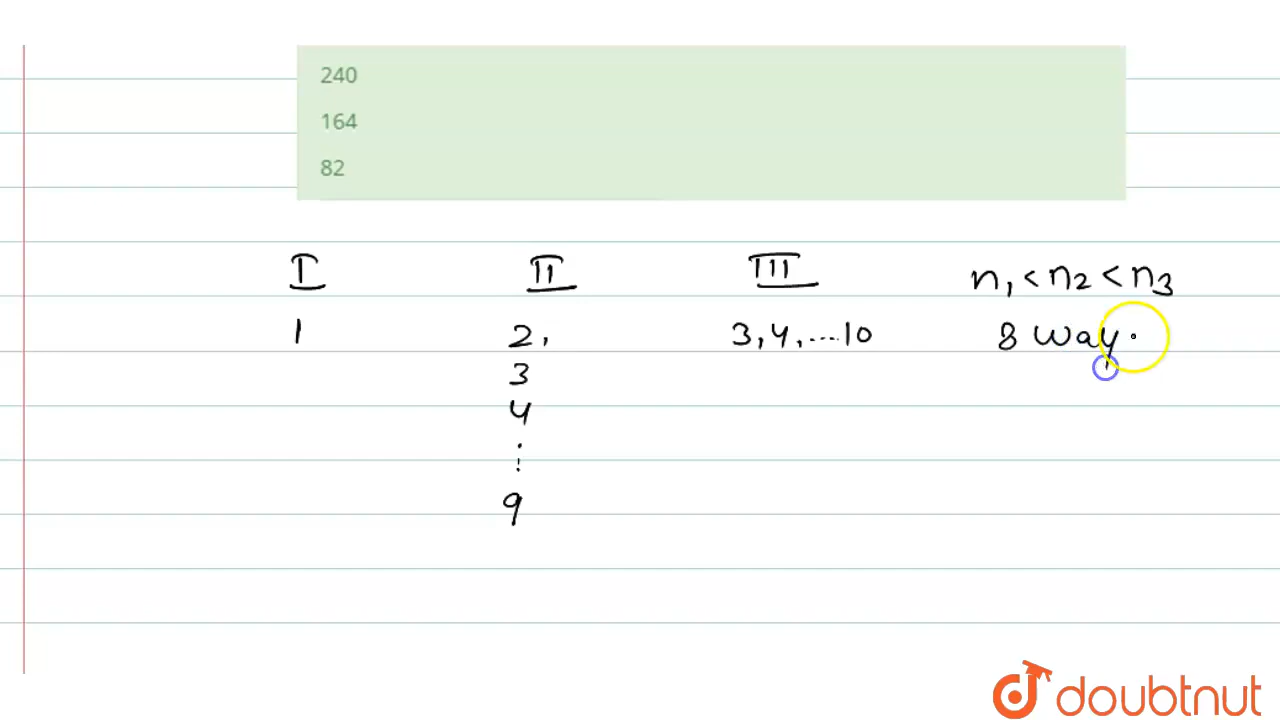 240
164
82
I II III n₁ < n₂ < n₃
1 2, 3, 4, ....10 8 way
3
4
⋮
9
doubtnut